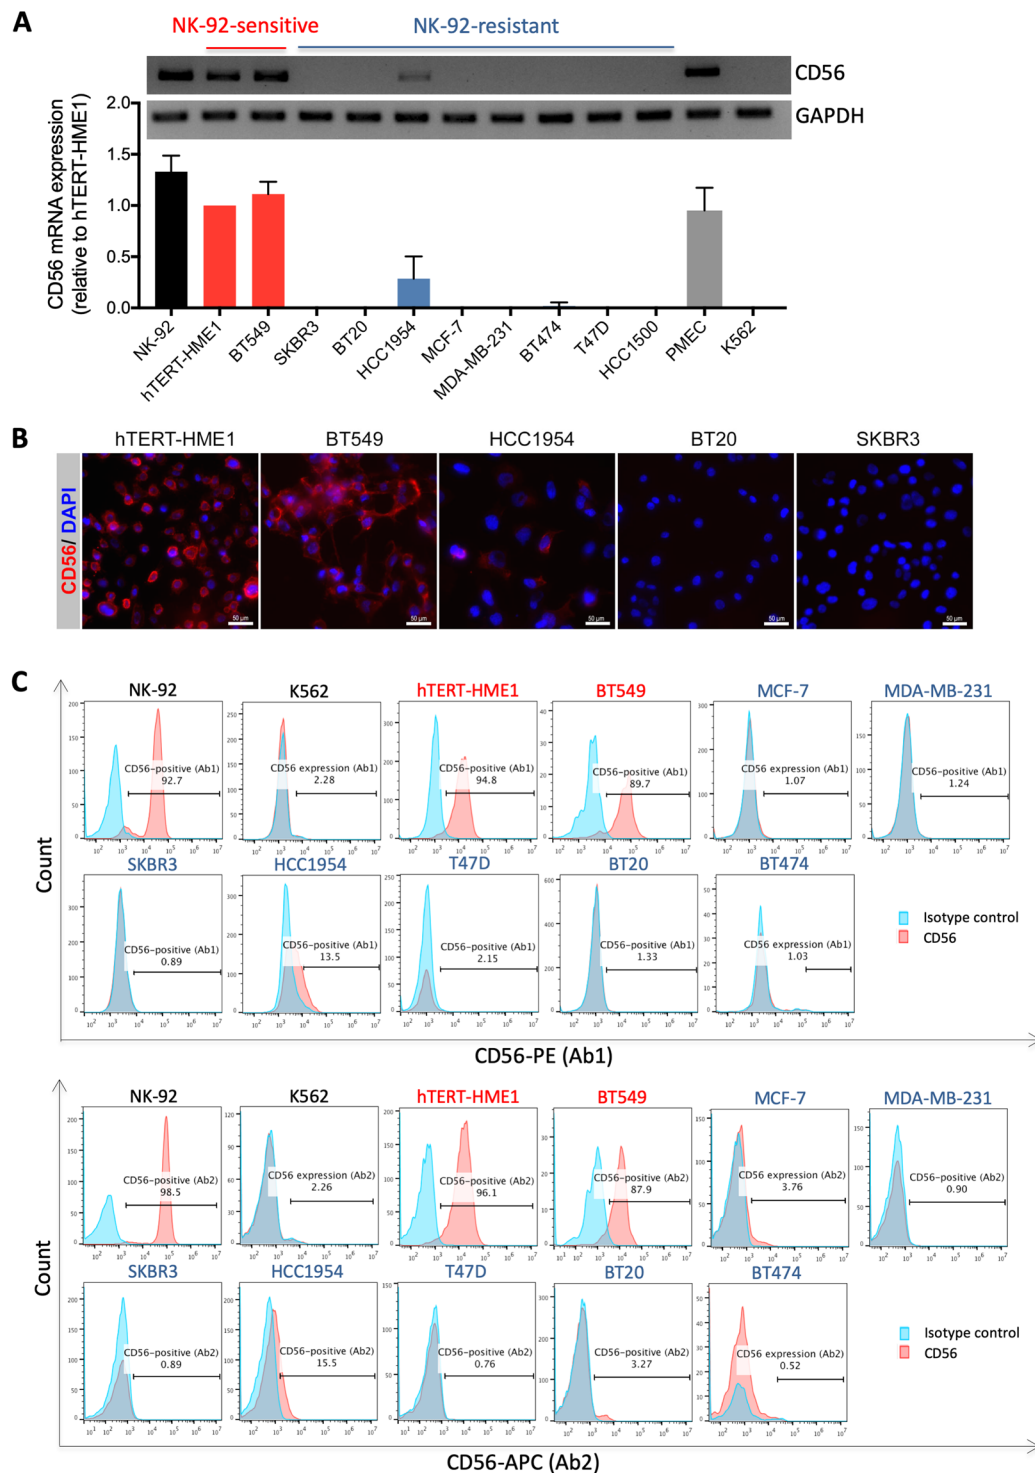 A
NK-92-sensitive NK-92-resistant
CD56
GAPDH
CD56 mRNA expression
(relative to hTERT-HME1)
2.0
1.5
1.0
0.5
0.0
NK-92 hTERT-HME1 BT549 SKBR3 BT20 HCC1954 MCF-7 MDA-MB-231 BT474 T47D HCC1500 PMEC K562
B
hTERT-HME1 BT549 HCC1954 BT20 SKBR3
CD56/ DAPI
50 µm 50 µm 50 µm 50 µm 50 µm
C
NK-92 K562 hTERT-HME1 BT549 MCF-7 MDA-MB-231
CD56-positive (Ab1) CD56 expression (Ab1) CD56-positive (Ab1) CD56-positive (Ab1) CD56 expression (Ab1) CD56-positive (Ab1)
92.7 2.28 94.8 89.7 1.07 1.24
SKBR3 HCC1954 T47D BT20 BT474
CD56-positive (Ab1) CD56-positive (Ab1) CD56-positive (Ab1) CD56-positive (Ab1) CD56 expression (Ab1)
0.89 13.5 2.15 1.33 1.03
Count
Isotype control
CD56
CD56-PE (Ab1)
NK-92 K562 hTERT-HME1 BT549 MCF-7 MDA-MB-231
CD56-positive (Ab2) CD56 expression (Ab2) CD56-positive (Ab2) CD56-positive (Ab2) CD56 expression (Ab2) CD56-positive (Ab2)
98.5 2.26 96.1 87.9 3.76 0.90
SKBR3 HCC1954 T47D BT20 BT474
CD56-positive (Ab2) CD56-positive (Ab2) CD56-positive (Ab2) CD56-positive (Ab2) CD56 expression (Ab2)
0.89 15.5 0.76 3.27 0.52
Count
Isotype control
CD56
CD56-APC (Ab2)